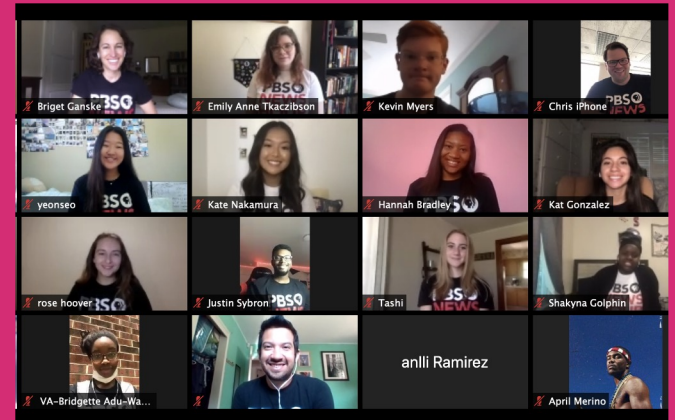 Briget Ganske
PBS
Emily Anne Tkaczibson
PBS
NEWS
Kevin Myers
Chris iPhone
PBS
NEWS
yeonseo
PBS
Kate Nakamura
Hannah Bradley
Kat Gonzalez
rose hoover
PBS
Justin Sybron
PBS
Tashi
PBS
NEWS
Shakyna Golphin
PBS
VA-Bridgette Adu-Wa...
anlli Ramirez
April Merino